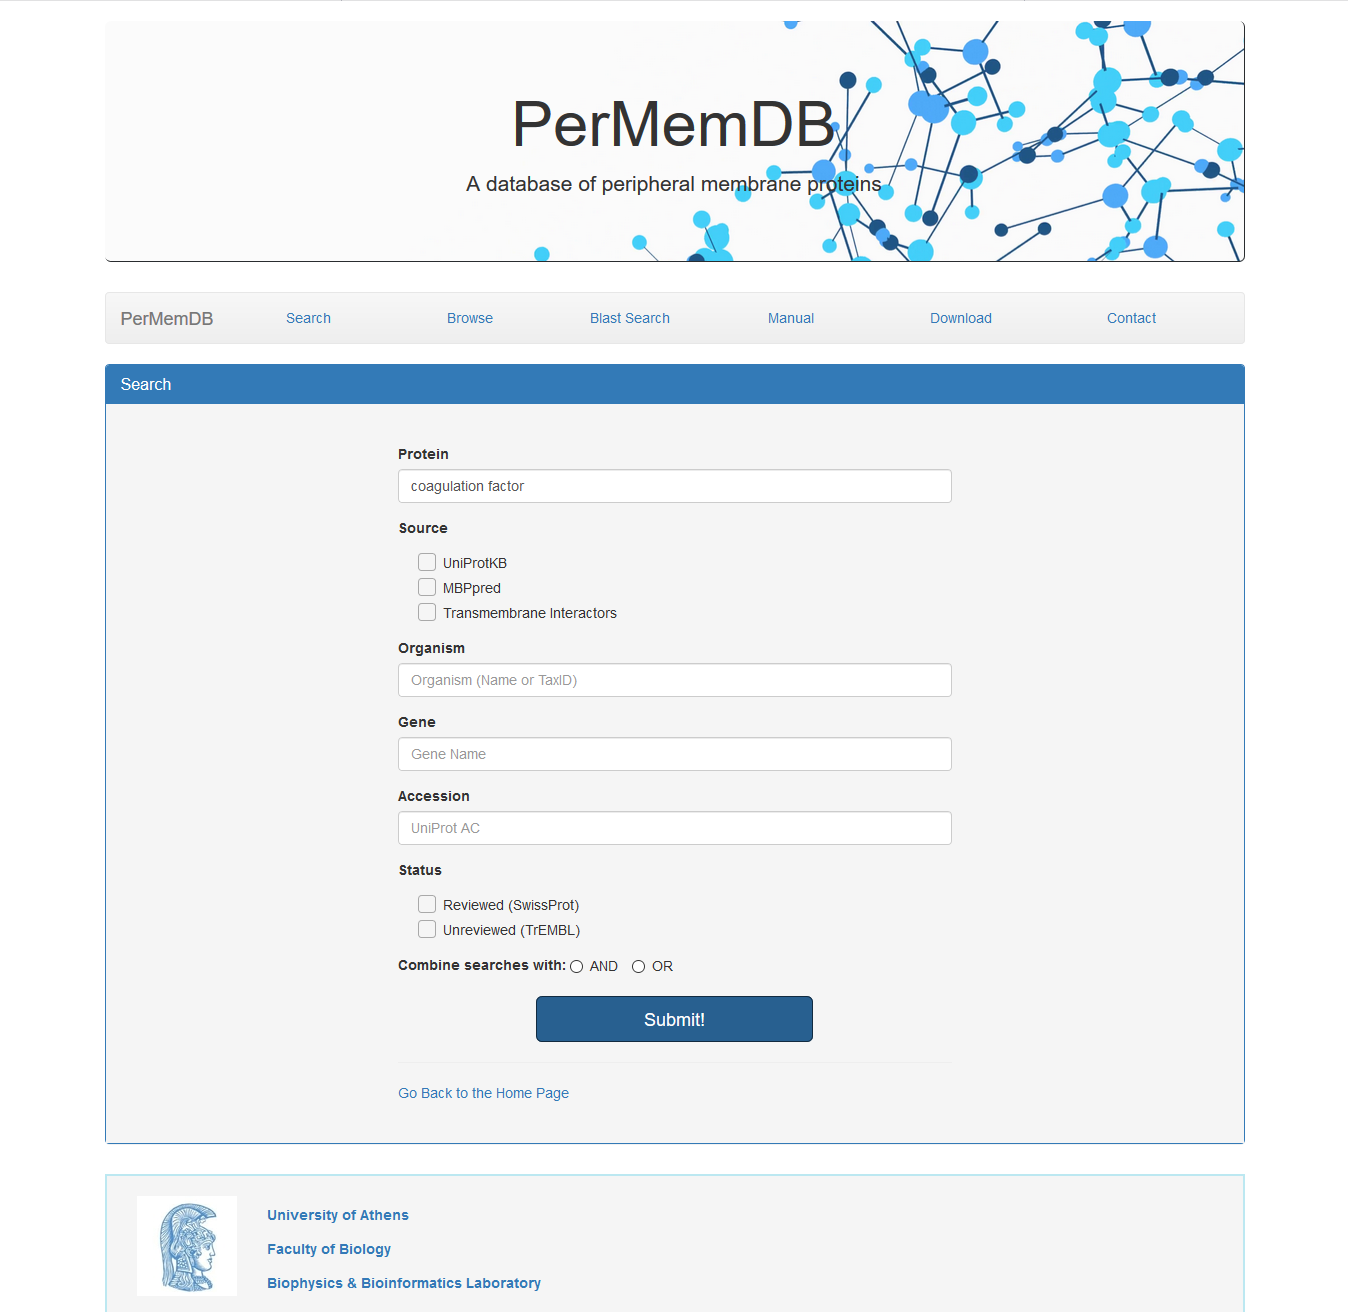 PerMemDB
A database of peripheral membrane proteins
PerMemDB Search Browse Blast Search Manual Download Contact
Search
Protein
coagulation factor
Source
UniProtKB
MBPpred
Transmembrane Interactors
Organism
Organism (Name or TaxID)
Gene
Gene Name
Accession
UniProt AC
Status
Reviewed (SwissProt)
Unreviewed (TrEMBL)
Combine searches with: AND OR
Submit!
Go Back to the Home Page
University of Athens
Faculty of Biology
Biophysics & Bioinformatics Laboratory